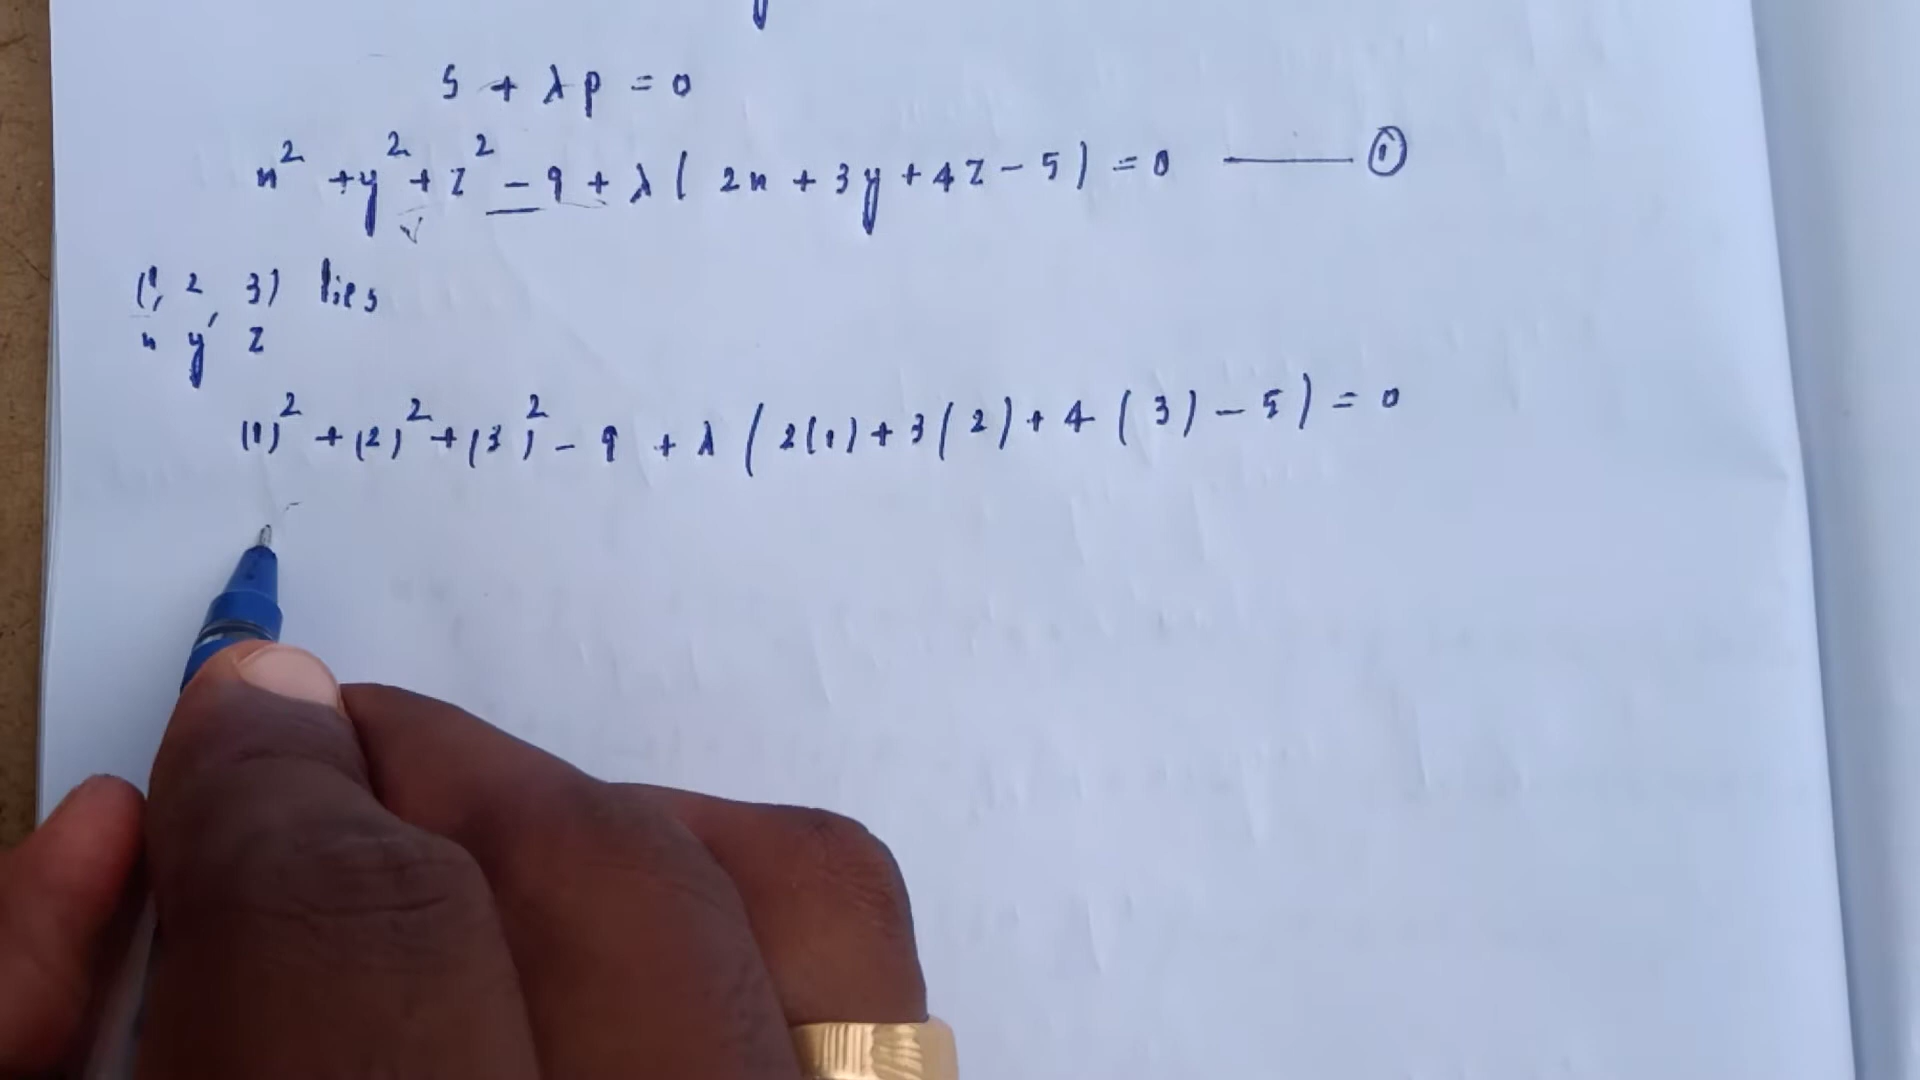 S + λ p = 0
x² + y² + z² - 9 + λ ( 2x + 3y + 4z - 5 ) = 0 —— ①
(1, 2, 3) lies
x y z
(1)² + (2)² + (3)² - 9 + λ ( 2(1) + 3(2) + 4(3) - 5 ) = 0